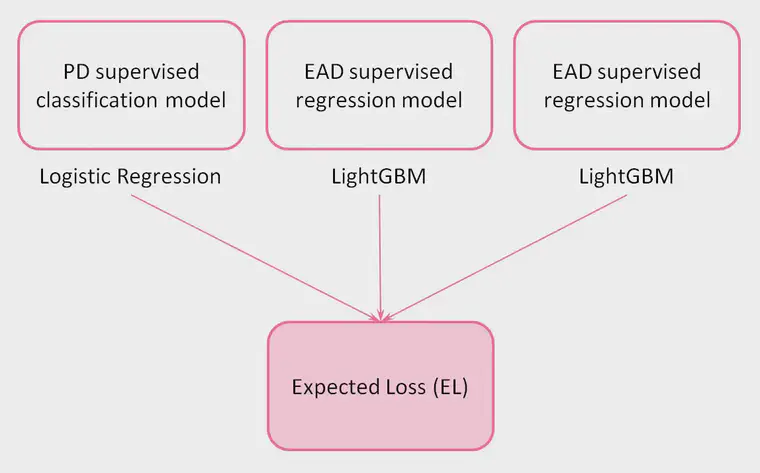 PD supervised
classification model
EAD supervised
regression model
EAD supervised
regression model
Logistic Regression
LightGBM
LightGBM
Expected Loss (EL)